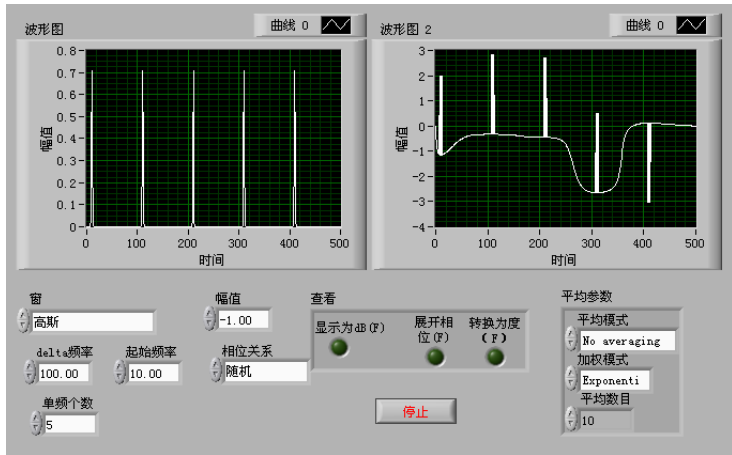 波形图
曲线 0
幅值
0.8
0.7
0.6
0.5
0.4
0.3
0.2
0.1
0
0 100 200 300 400 500
时间
波形图 2
曲线 0
幅值
3
2
1
0
-1
-2
-3
-4
0 100 200 300 400 500
时间
窗
高斯
幅值
-1.00
delta频率
100.00
起始频率
10.00
相位关系
随机
单频个数
5
查看
显示为dB(F)
展开相
位(F)
转换为度
(F)
停止
平均参数
平均模式
No averaging
加权模式
Exponenti
平均数目
10